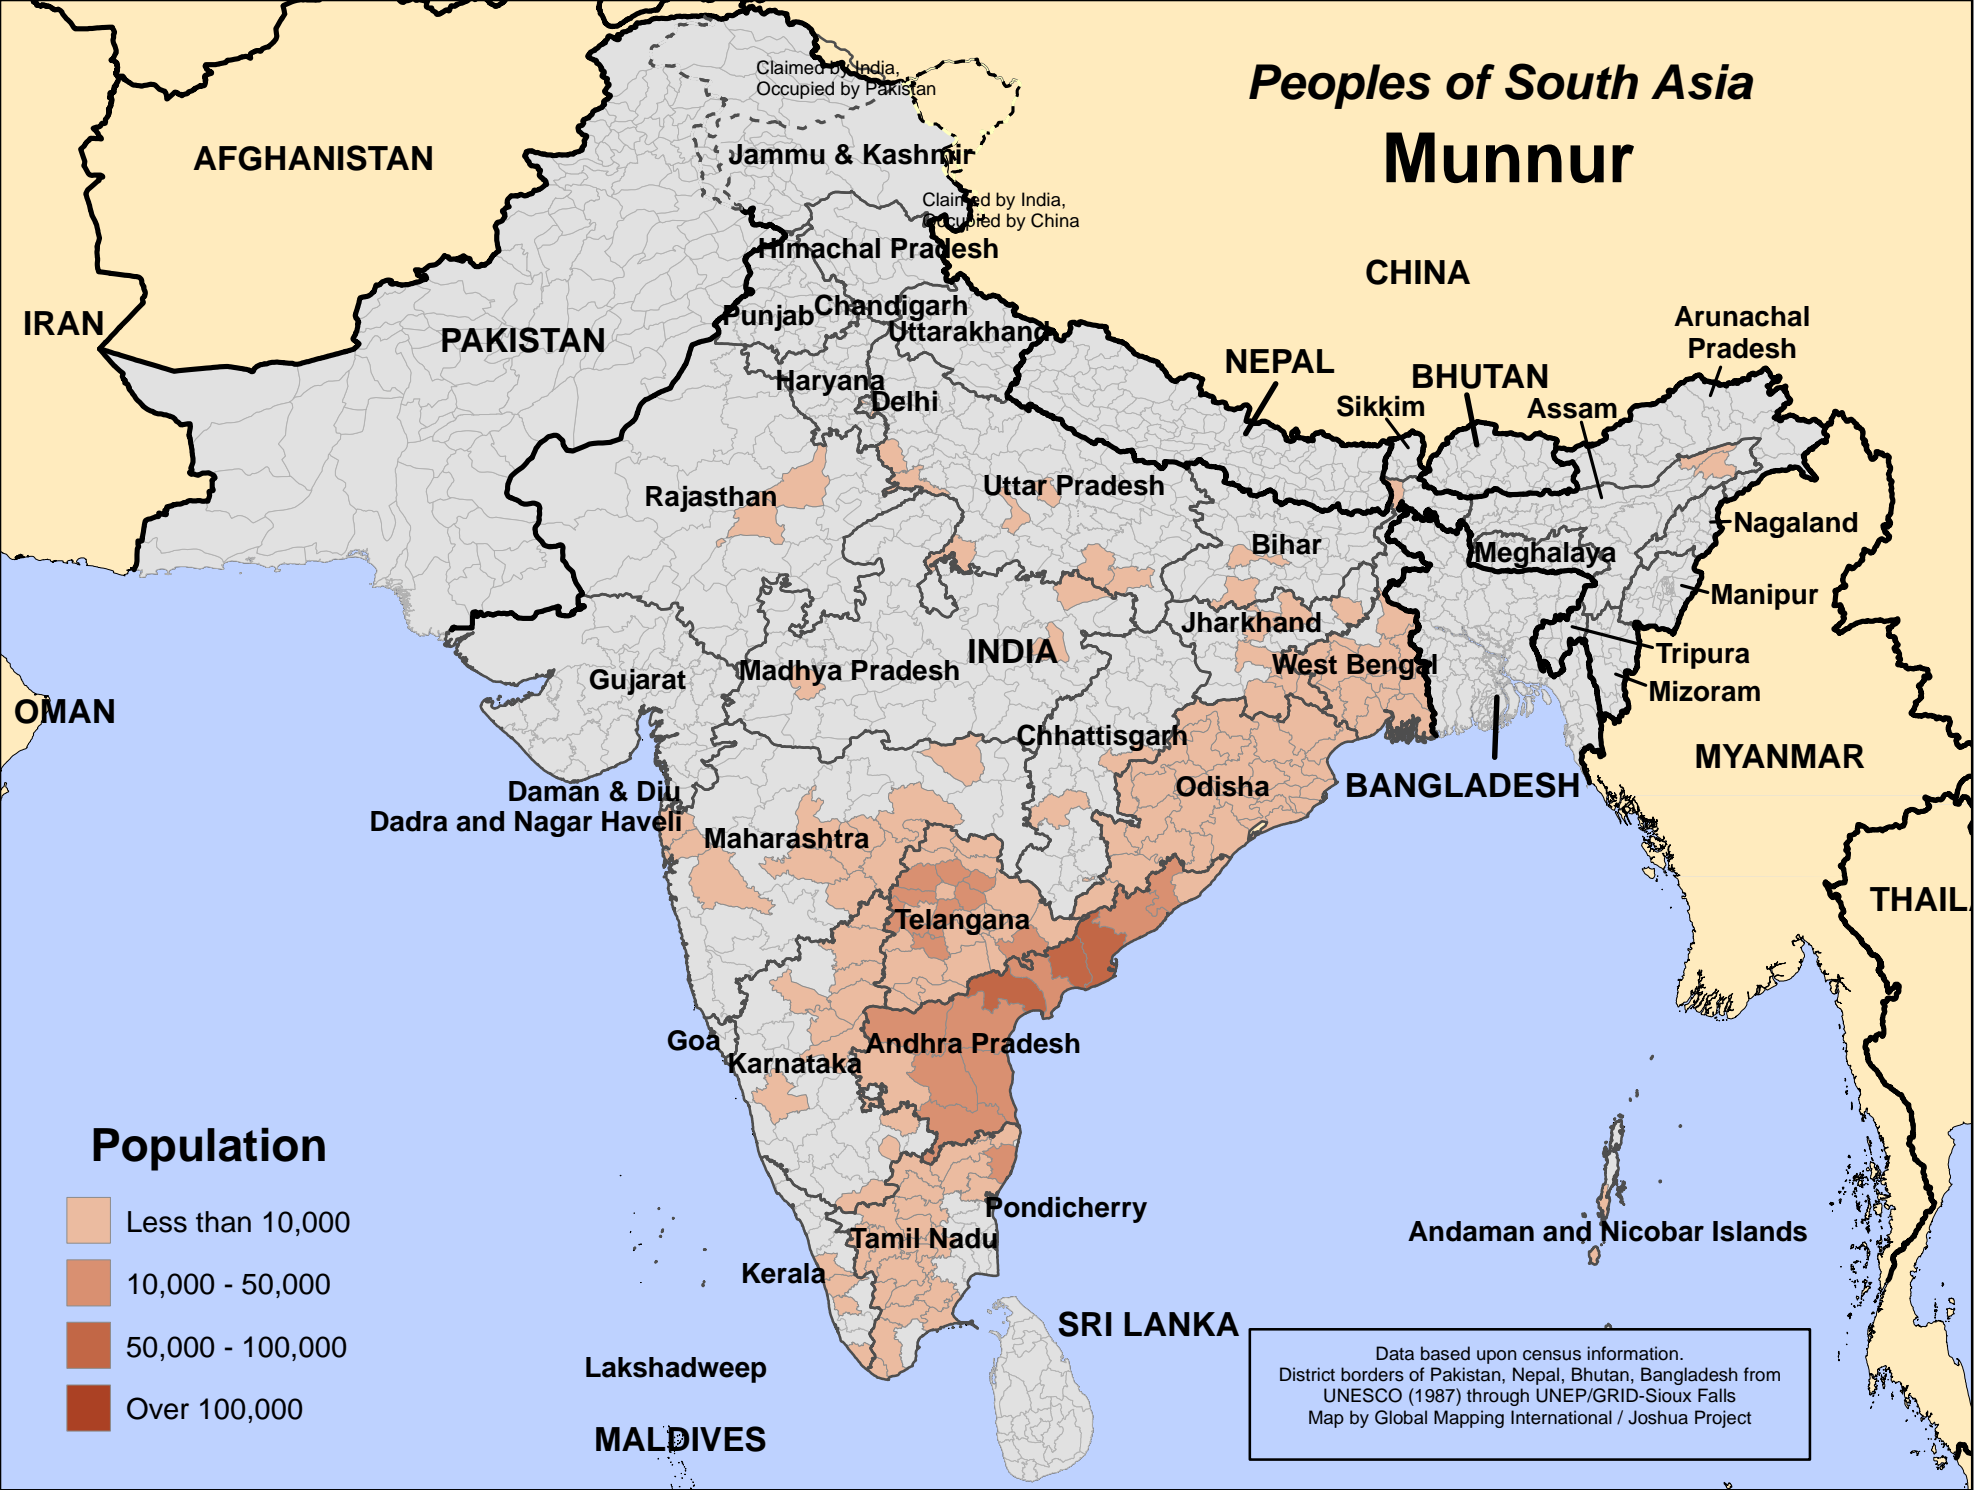 Peoples of South Asia
Munnur
Claimed by India,
Occupied by Pakistan
AFGHANISTAN
Jammu & Kashmir
Claimed by India,
Occupied by China
Himachal Pradesh
CHINA
IRAN
PAKISTAN
Punjab
Chandigarh
Uttarakhand
Arunachal
Pradesh
NEPAL
BHUTAN
Haryana
Delhi
Sikkim
Assam
Rajasthan
Uttar Pradesh
Nagaland
Bihar
Meghalaya
Manipur
Jharkhand
INDIA
Tripura
West Bengal
Madhya Pradesh
Gujarat
Mizoram
OMAN
Chhattisgarh
MYANMAR
Odisha
BANGLADESH
Daman & Diu
Dadra and Nagar Haveli
Maharashtra
THAIL
Telangana
Goa
Andhra Pradesh
Karnataka
Pondicherry
Andaman and Nicobar Islands
Tamil Nadu
Kerala
SRI LANKA
Lakshadweep
MALDIVES
Population
Less than 10,000
10,000 - 50,000
50,000 - 100,000
Over 100,000
Data based upon census information.
District borders of Pakistan, Nepal, Bhutan, Bangladesh from
UNESCO (1987) through UNEP/GRID-Sioux Falls
Map by Global Mapping International / Joshua Project